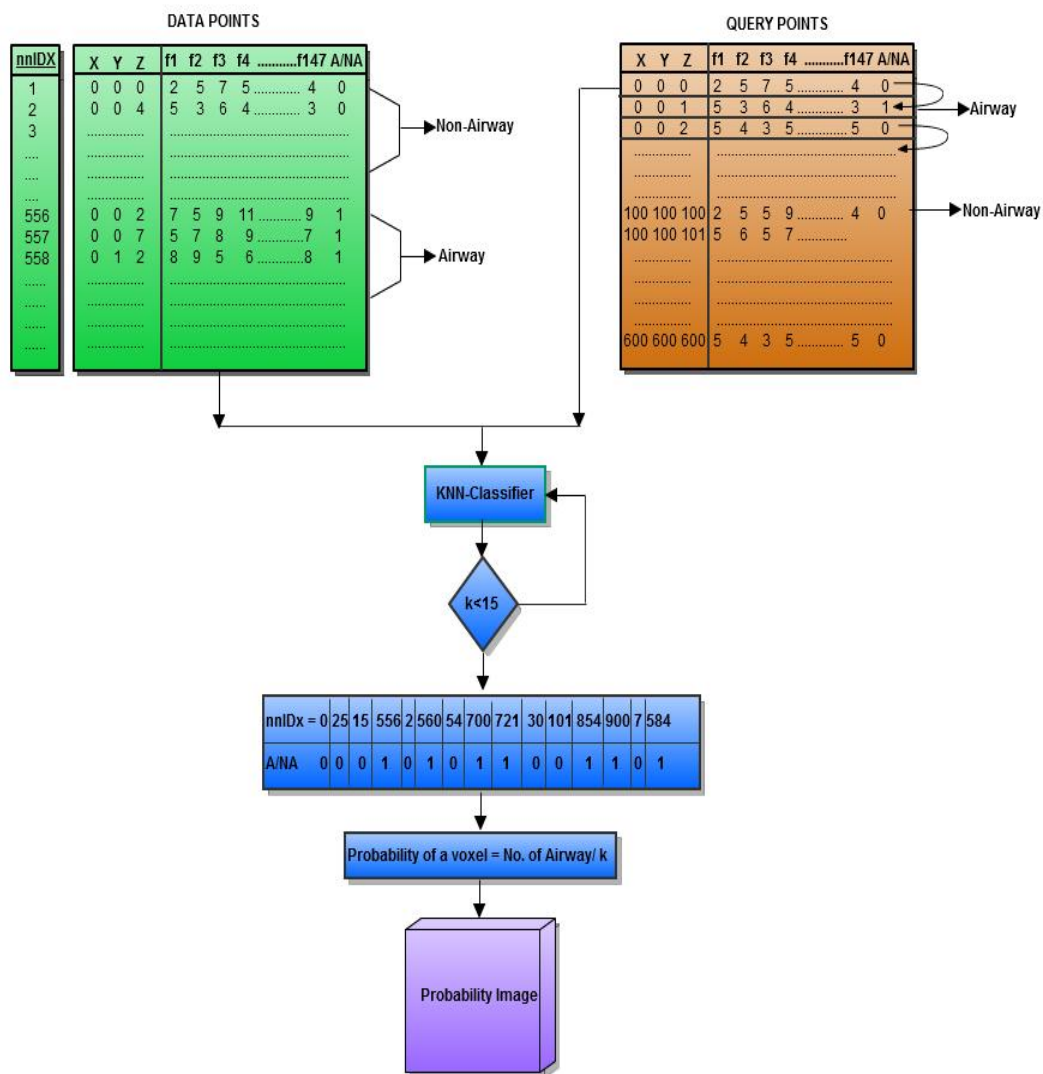 DATA POINTS
nnIDX X Y Z f1 f2 f3 f4 ...........f147 A/NA
1 0 0 0 2 5 7 5............ 4 0
2 0 0 4 5 3 6 4 ............ 3 0
3 ..................... ......................................................
.... ..................... ......................................................
.... ..................... ......................................................
.... ..................... ......................................................
556 0 0 2 7 5 9 11 ........... 9 1
557 0 0 7 5 7 8 9...........7 1
558 0 1 2 8 9 5 6...........8 1
...... ..................... ......................................................
...... ..................... ......................................................
...... ..................... ......................................................
...... ..................... ......................................................
Non-Airway
Airway
QUERY POINTS
X Y Z f1 f2 f3 f4 ...........f147 A/NA
0 0 0 2 5 7 5............. 4 0
0 0 1 5 3 6 4 ............. 3 1
0 0 2 5 4 3 5 ............. 5 0
.................... ......................................................
.................... ......................................................
.................... ......................................................
100 100 100 2 5 5 9............ 4 0
100 100 101 5 6 5 7...............
.................... ......................................................
.................... ......................................................
.................... ......................................................
.................... ......................................................
600 600 600 5 4 3 5 ............. 5 0
Airway
Non-Airway
KNN-Classifier
k<15
nnIDx = 0 25 15 556 2 560 54 700 721 30 101 854 900 7 584
A/NA 0 0 0 1 0 1 0 1 1 0 0 1 1 0 1
Probability of a voxel = No. of Airway/ k
Probability Image